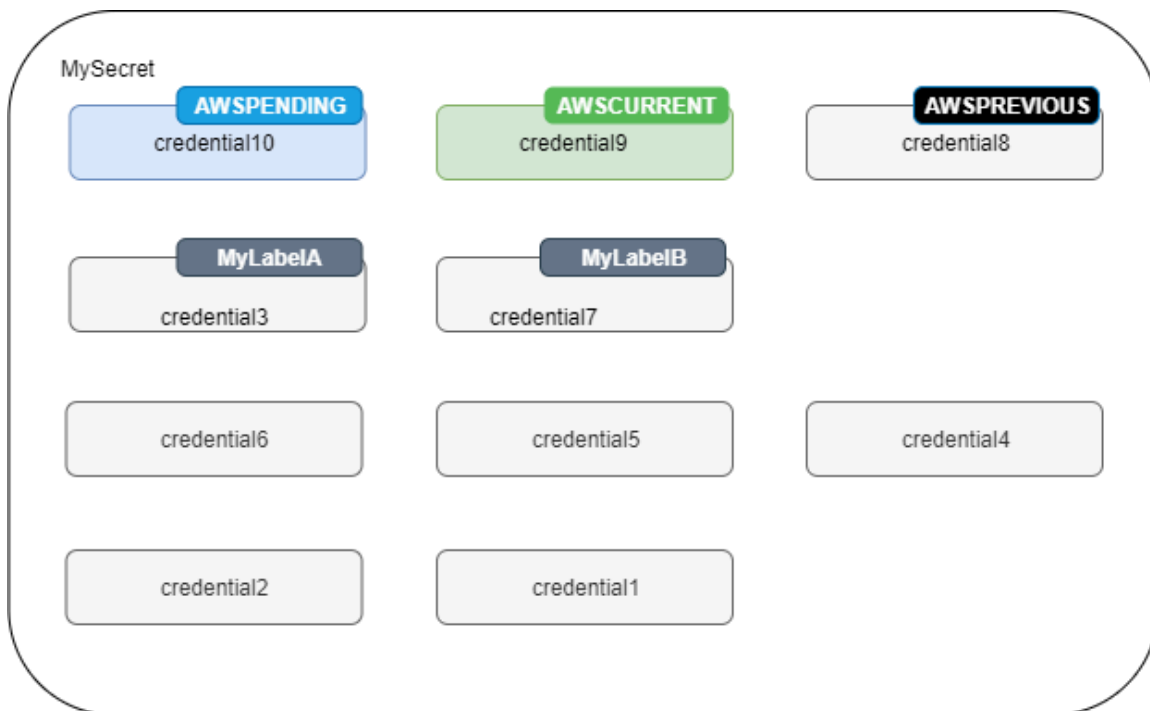 MySecret
AWSPENDING
credential10
AWSCURRENT
credential9
AWSPREVIOUS
credential8
MyLabelA
credential3
MyLabelB
credential7
credential6
credential5
credential4
credential2
credential1